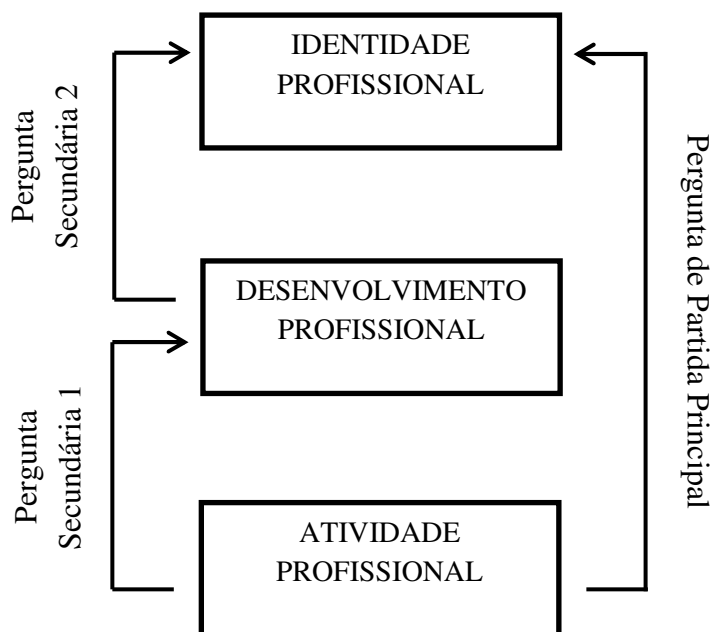 IDENTIDADE
PROFISSIONAL
Pergunta
Secundária 2
Pergunta de Partida Principal
DESENVOLVIMENTO
PROFISSIONAL
Pergunta
Secundária 1
ATIVIDADE
PROFISSIONAL